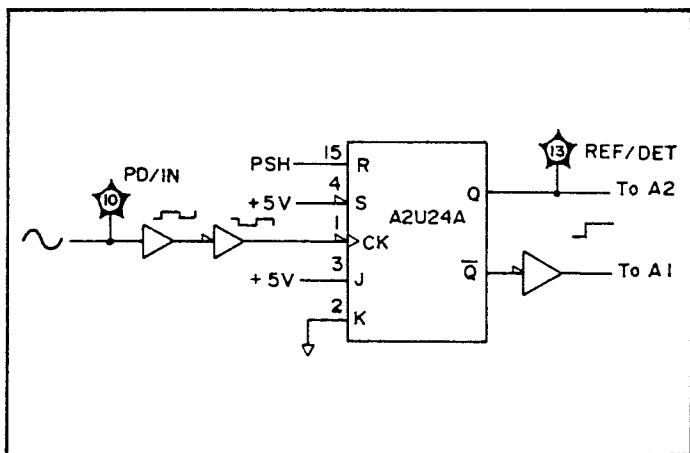 PD/IN
10
PSH 15 R
+5V 4 S
1 CK
+5V 3 J
2 K
A2U24A
Q
Q̅
13 REF/DET
To A2
To A1